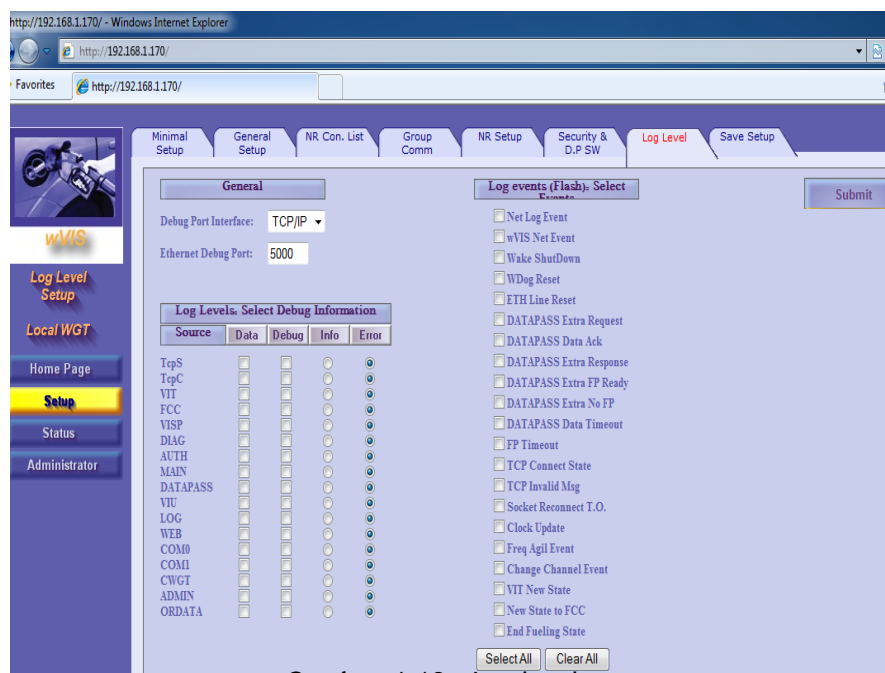 http://192.168.1.170/ - Windows Internet Explorer
http://192.168.1.170/
Favorites
http://192.168.1.170/
Minimal Setup
General Setup
NR Con. List
Group Comm
NR Setup
Security & D.P SW
Log Level
Save Setup
wVIS
Log Level
Setup
Local WGT
Home Page
Setup
Status
Administrator
General
Debug Port Interface: TCP/IP
Ethernet Debug Port: 5000
Log Levels: Select Debug Information
Source Data Debug Info Error
TcpS
TcpC
VIT
FCC
VISP
DIAG
AUTH
MAIN
DATAPASS
VIU
LOG
WEB
COM0
COM1
CWGT
ADMIN
ORDATA
Log events (Flash): Select
Events
Net Log Event
wVIS Net Event
Wake ShutDown
WDog Reset
ETH Line Reset
DATAPASS Extra Request
DATAPASS Data Ack
DATAPASS Extra Response
DATAPASS Extra FP Ready
DATAPASS Extra No FP
DATAPASS Data Timeout
FP Timeout
TCP Connect State
TCP Invalid Msg
Socket Reconnect T.O.
Clock Update
Freq Agil Event
Change Channel Event
VIT New State
New State to FCC
End Fueling State
Select All Clear All
Submit